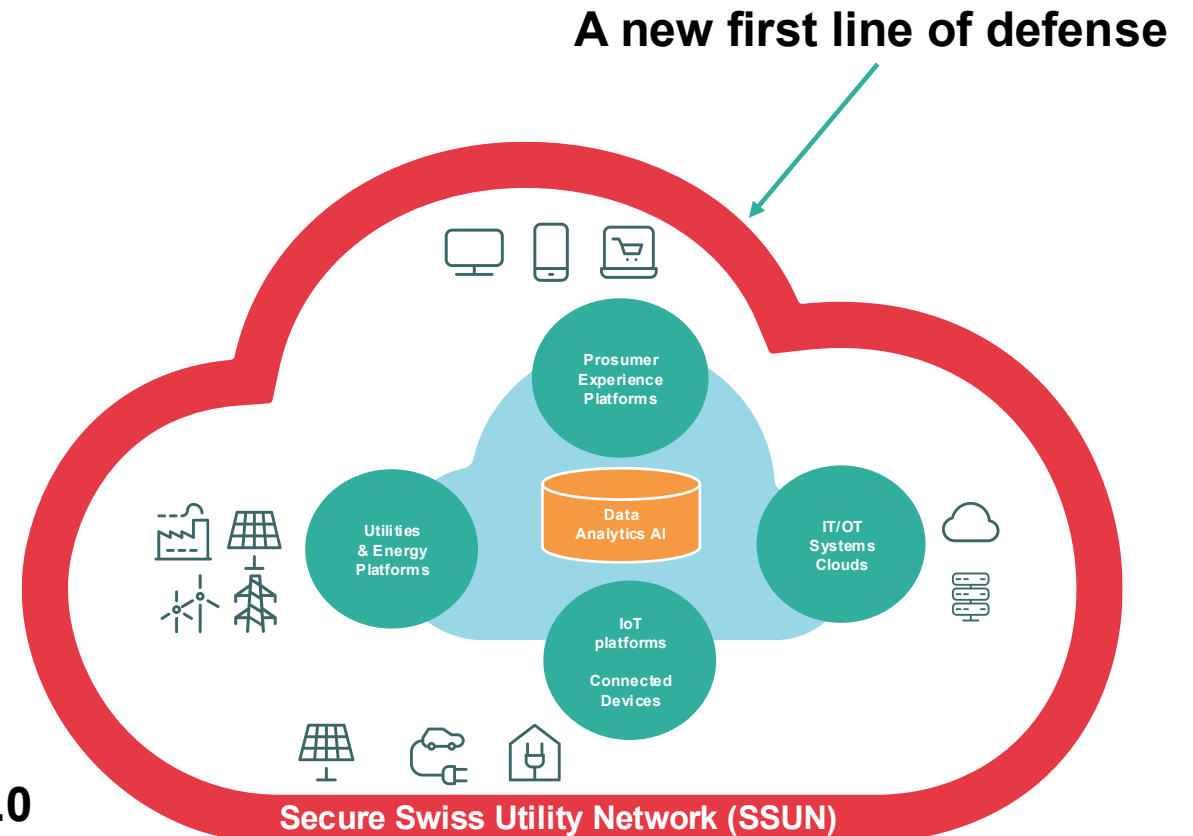 A new first line of defense
Prosumer
Experience
Platforms
Data
Analytics AI
Utilities
& Energy
Platforms
IT/OT
Systems
Clouds
IoT
platforms
Connected
Devices
.0
Secure Swiss Utility Network (SSUN)